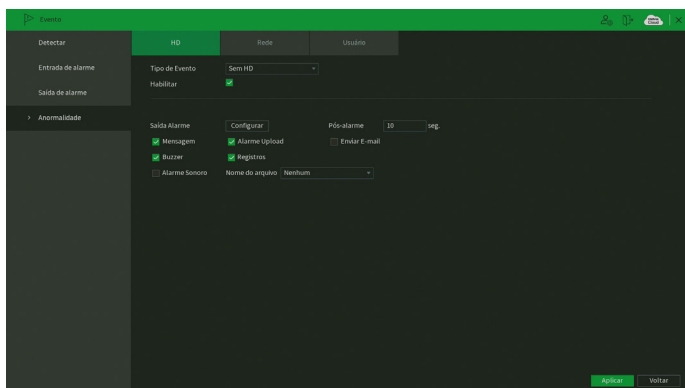 Evento
Detectar
Entrada de alarme
Saída de alarme
Anormalidade
HD Rede Usuário
Tipo de Evento Sem HD
Habilitar
Saída Alarme Configurar Pós-alarme 10 seg.
Mensagem Alarme Upload Enviar E-mail
Buzzer Registros
Alarme Sonoro Nome do arquivo Nenhum
Aplicar Voltar